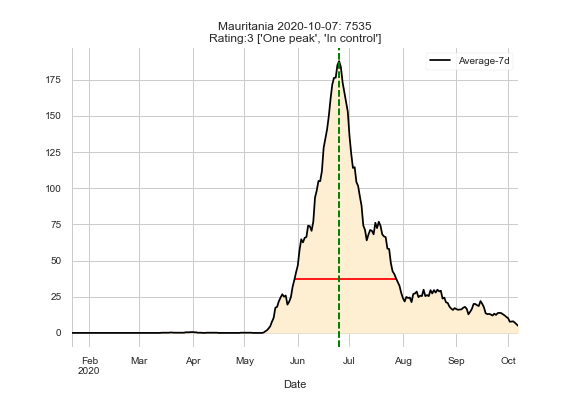 Mauritania 2020-10-07: 7535
Rating:3 ['One peak', 'In control']
Average-7d
175
150
125
100
75
50
25
0
Feb Mar Apr May Jun Jul Aug Sep Oct
2020
Date